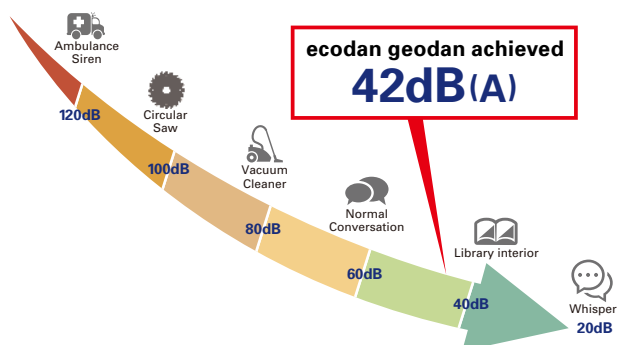 Ambulance
Siren
ecodan geodan achieved
42dB(A)
120dB
Circular
Saw
100dB
Vacuum
Cleaner
80dB
Normal
Conversation
60dB
Library interior
40dB
Whisper
20dB